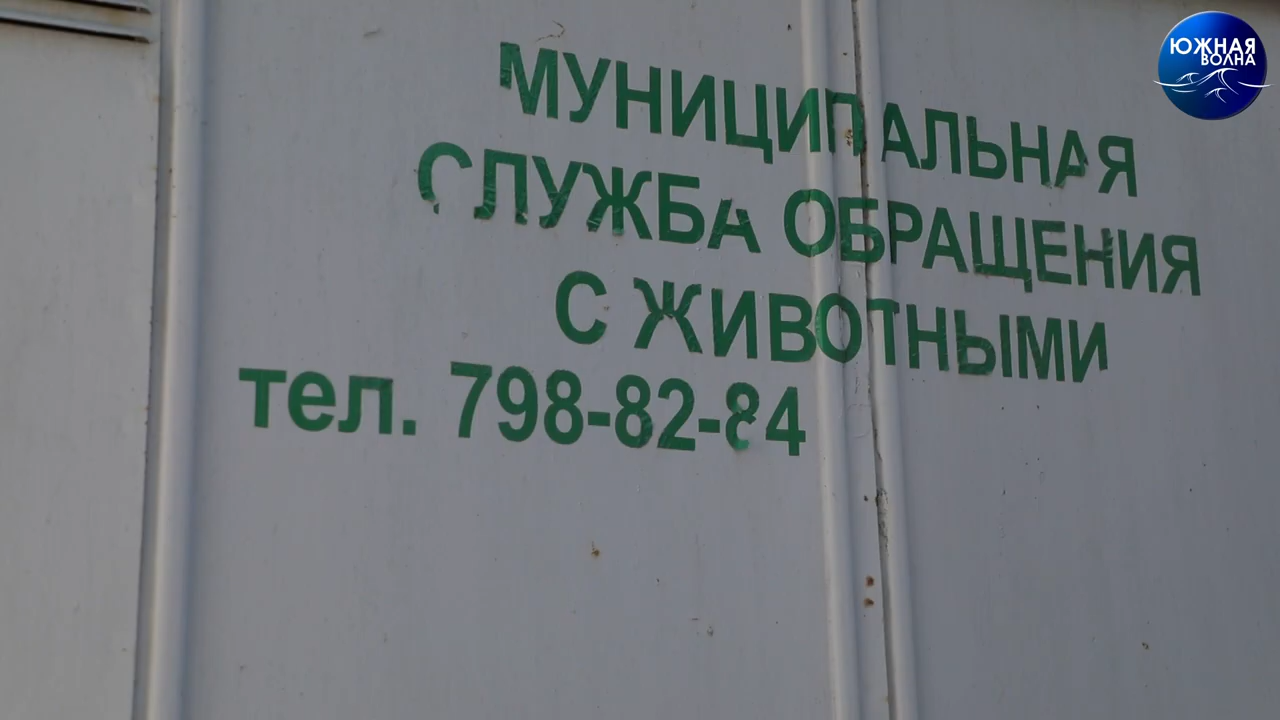 ЮЖНАЯ
ВОЛНА
МУНИЦИПАЛЬНАЯ
СЛУЖБА ОБРАЩЕНИЯ
С ЖИВОТНЫМИ
тел. 798-82-84